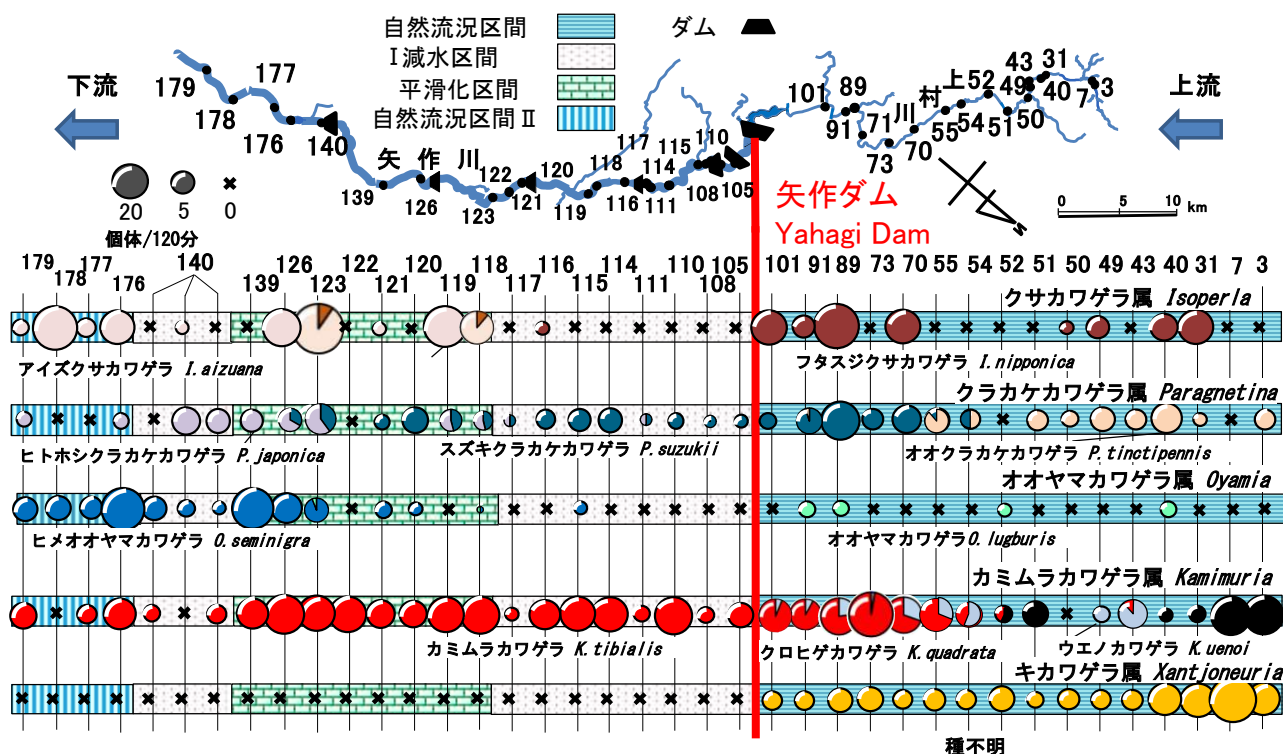 自然流況区間
I減水区間
平滑化区間
自然流況区間Ⅱ
ダム
下流
上流
179
178
177
176
140
139
126
123
122
121
120
119
118
117
116
115
114
111
110
108
105
101
91
89
71
73
70
55
54
52
51
50
49
43
40
31
7
3
矢作川
上村川
矢作ダム
Yahagi Dam
20 5 0
個体/120分
0 5 10 km
N
179 178 177 176 140 139 126 123 122 121 120 119 118 117 116 115 114 111 110 108 105 101 91 89 73 70 55 54 52 51 50 49 43 40 31 7 3
クサカワゲラ属 Isoperla
アイズクサカワゲラ I.aizuana
フタスジクサカワゲラ I.nipponica
クラカケカワゲラ属 Paragnetina
ヒトホシクラカケカワゲラ P.japonica
スズキクラカケカワゲラ P.suzukii
オオクラカケカワゲラ P.tinctipennis
オオヤマカワゲラ属 Oyamia
ヒメオオヤマカワゲラ O.seminigra
オオヤマカワゲラO.lugburis
カミムラカワゲラ属 Kamimuria
カミムラカワゲラ K.tibialis
クロヒゲカワゲラ K.quadrata
ウエノカワゲラ K.uenoi
キカワゲラ属 Xantjoneuria
種不明